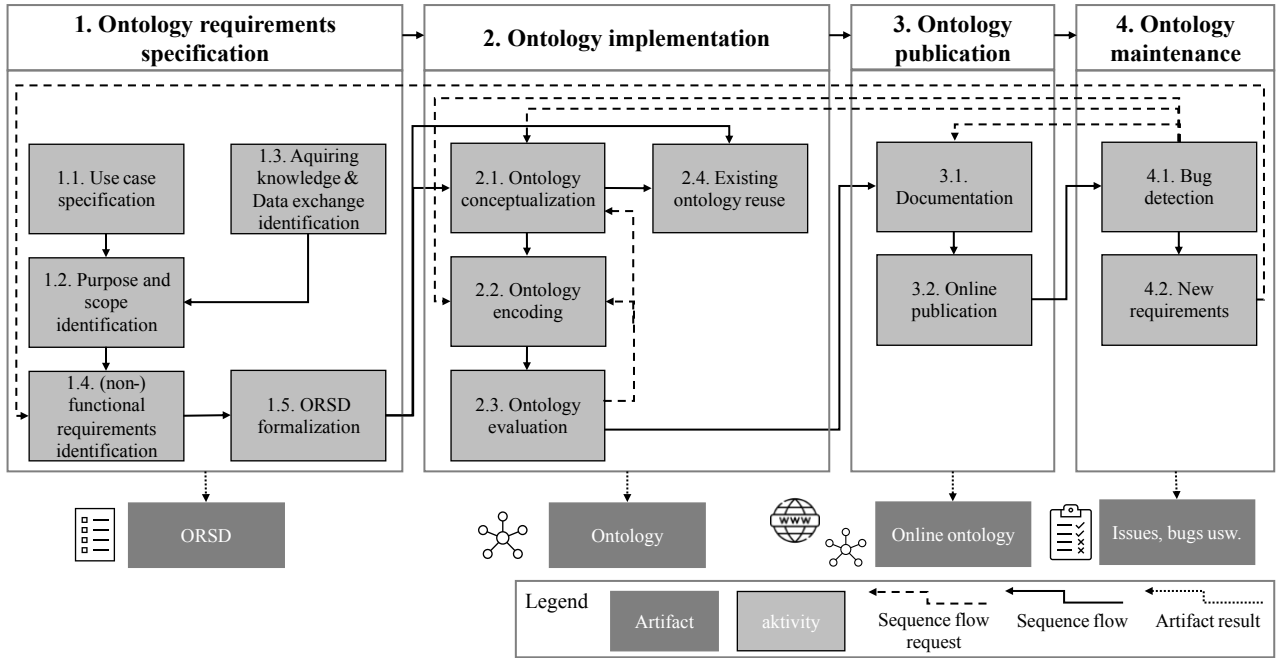 1. Ontology requirements
specification
2. Ontology implementation
3. Ontology
publication
4. Ontology
maintenance
1.1. Use case
specification
1.3. Aquiring
knowledge &
Data exchange
identification
1.2. Purpose and
scope
identification
1.4. (non-)
functional
requirements
identification
1.5. ORSD
formalization
2.1. Ontology
conceptualization
2.4. Existing
ontology reuse
2.2. Ontology
encoding
2.3. Ontology
evaluation
3.1.
Documentation
3.2. Online
publication
4.1. Bug
detection
4.2. New
requirements
ORSD
Ontology
WWW
Online ontology
Issues, bugs usw.
Legend
Artifact
aktivity
Sequence flow
request
Sequence flow
Artifact result